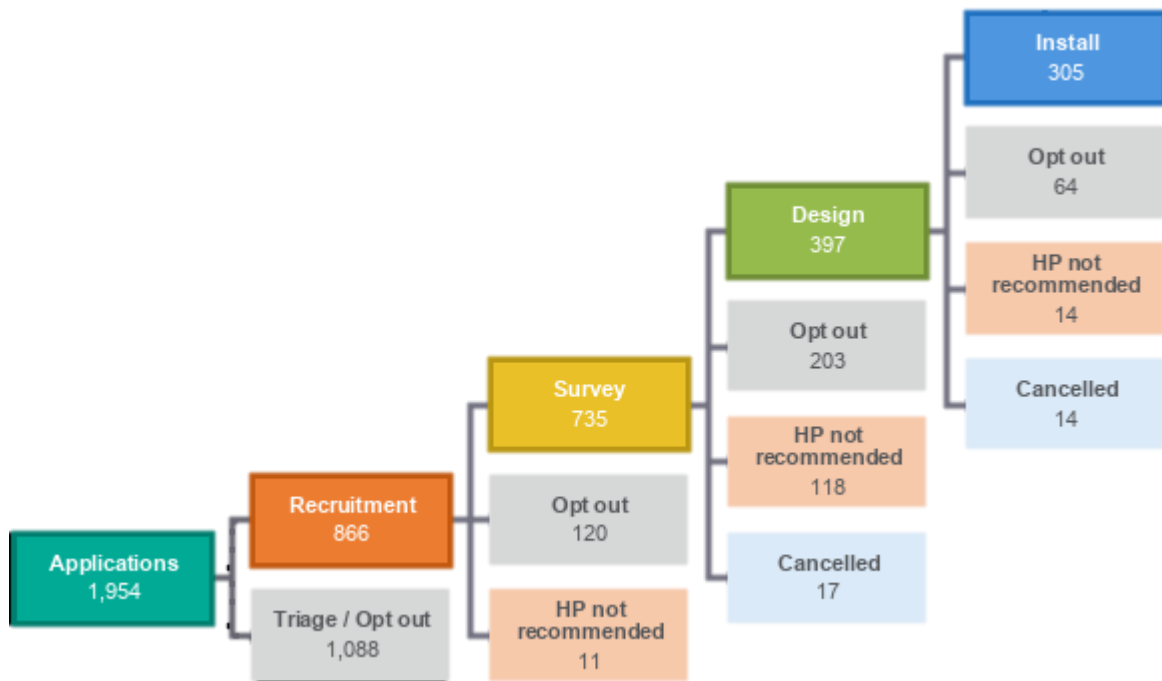 Install
305
Opt out
64
HP not
recommended
14
Cancelled
14
Design
397
Opt out
203
HP not
recommended
118
Cancelled
17
Survey
735
Opt out
120
HP not
recommended
11
Recruitment
866
Triage / Opt out
1,088
Applications
1,954